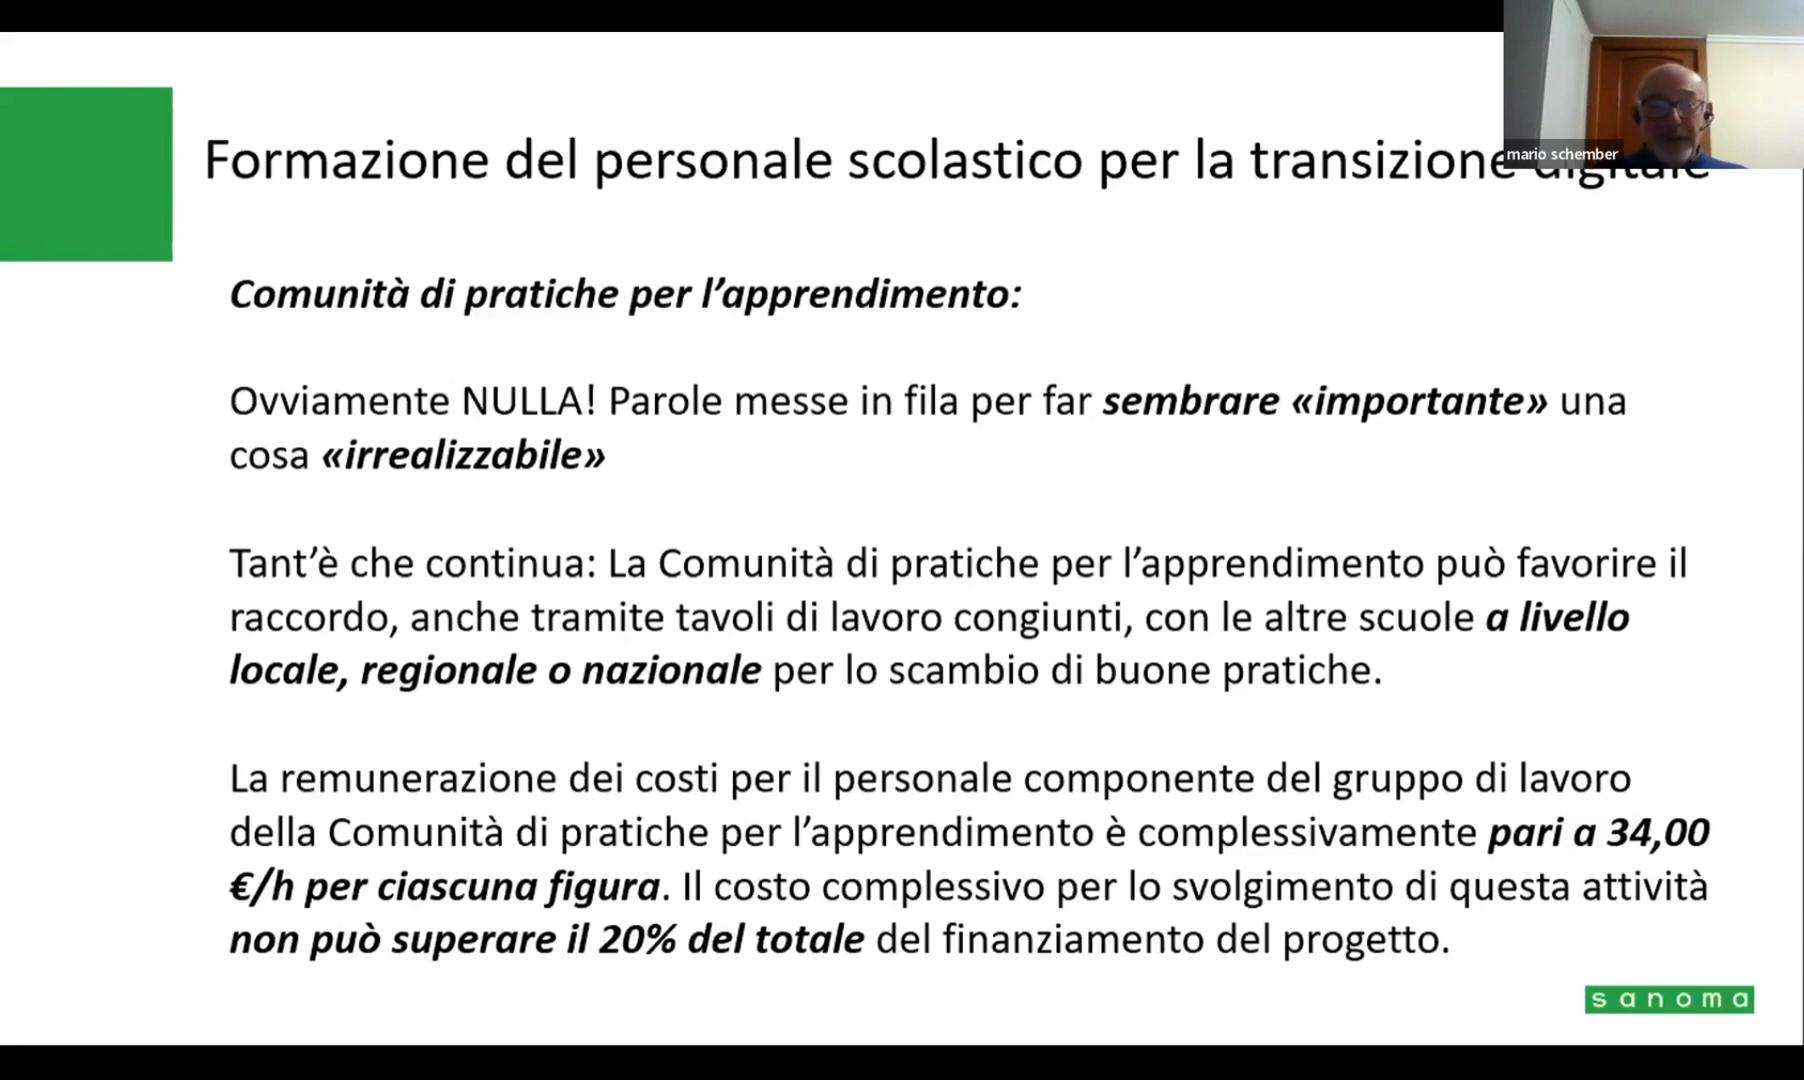 mario schember
Formazione del personale scolastico per la transizione digitale
Comunità di pratiche per l’apprendimento:
Ovviamente NULLA! Parole messe in fila per far sembrare «importante» una
cosa «irrealizzabile»
Tant’è che continua: La Comunità di pratiche per l’apprendimento può favorire il
raccordo, anche tramite tavoli di lavoro congiunti, con le altre scuole a livello
locale, regionale o nazionale per lo scambio di buone pratiche.
La remunerazione dei costi per il personale componente del gruppo di lavoro
della Comunità di pratiche per l’apprendimento è complessivamente pari a 34,00
€/h per ciascuna figura. Il costo complessivo per lo svolgimento di questa attività
non può superare il 20% del totale del finanziamento del progetto.
sanoma